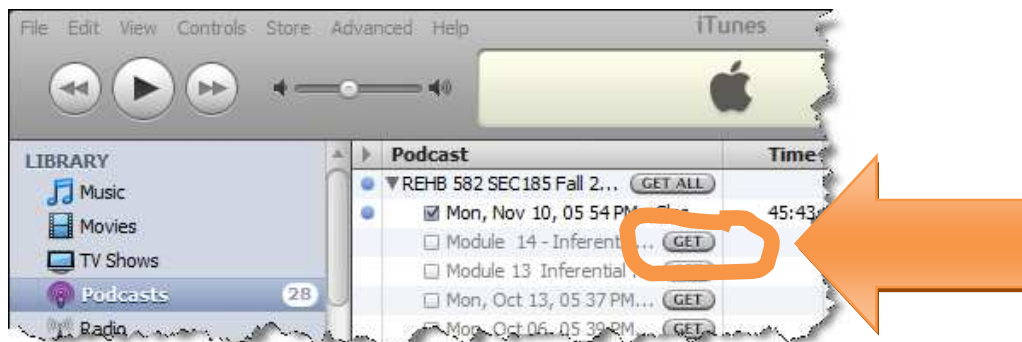 File Edit View Controls Store Advanced Help
iTunes
LIBRARY
Music
Movies
TV Shows
Podcasts 28
Radio
Podcast Time
REHB 582 SEC185 Fall 2... GET ALL
Mon, Nov 10, 05 54 PM 45:43
Module 14 - Inferenti... GET
Module 13 Inferential
Mon, Oct 13, 05 37 PM... GET
Mon, Oct 06, 05 39 PM... GET